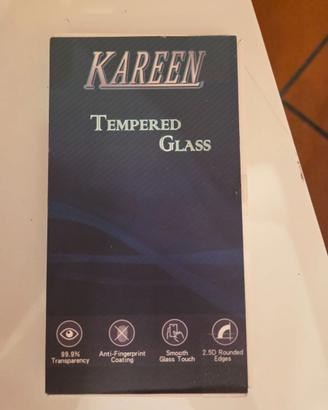 KAREEN
TEMPERED
GLASS
99.9%
Transparency
Anti-Fingerprint
Coating
Smooth
Glass Touch
2.5D Rounded
Edges